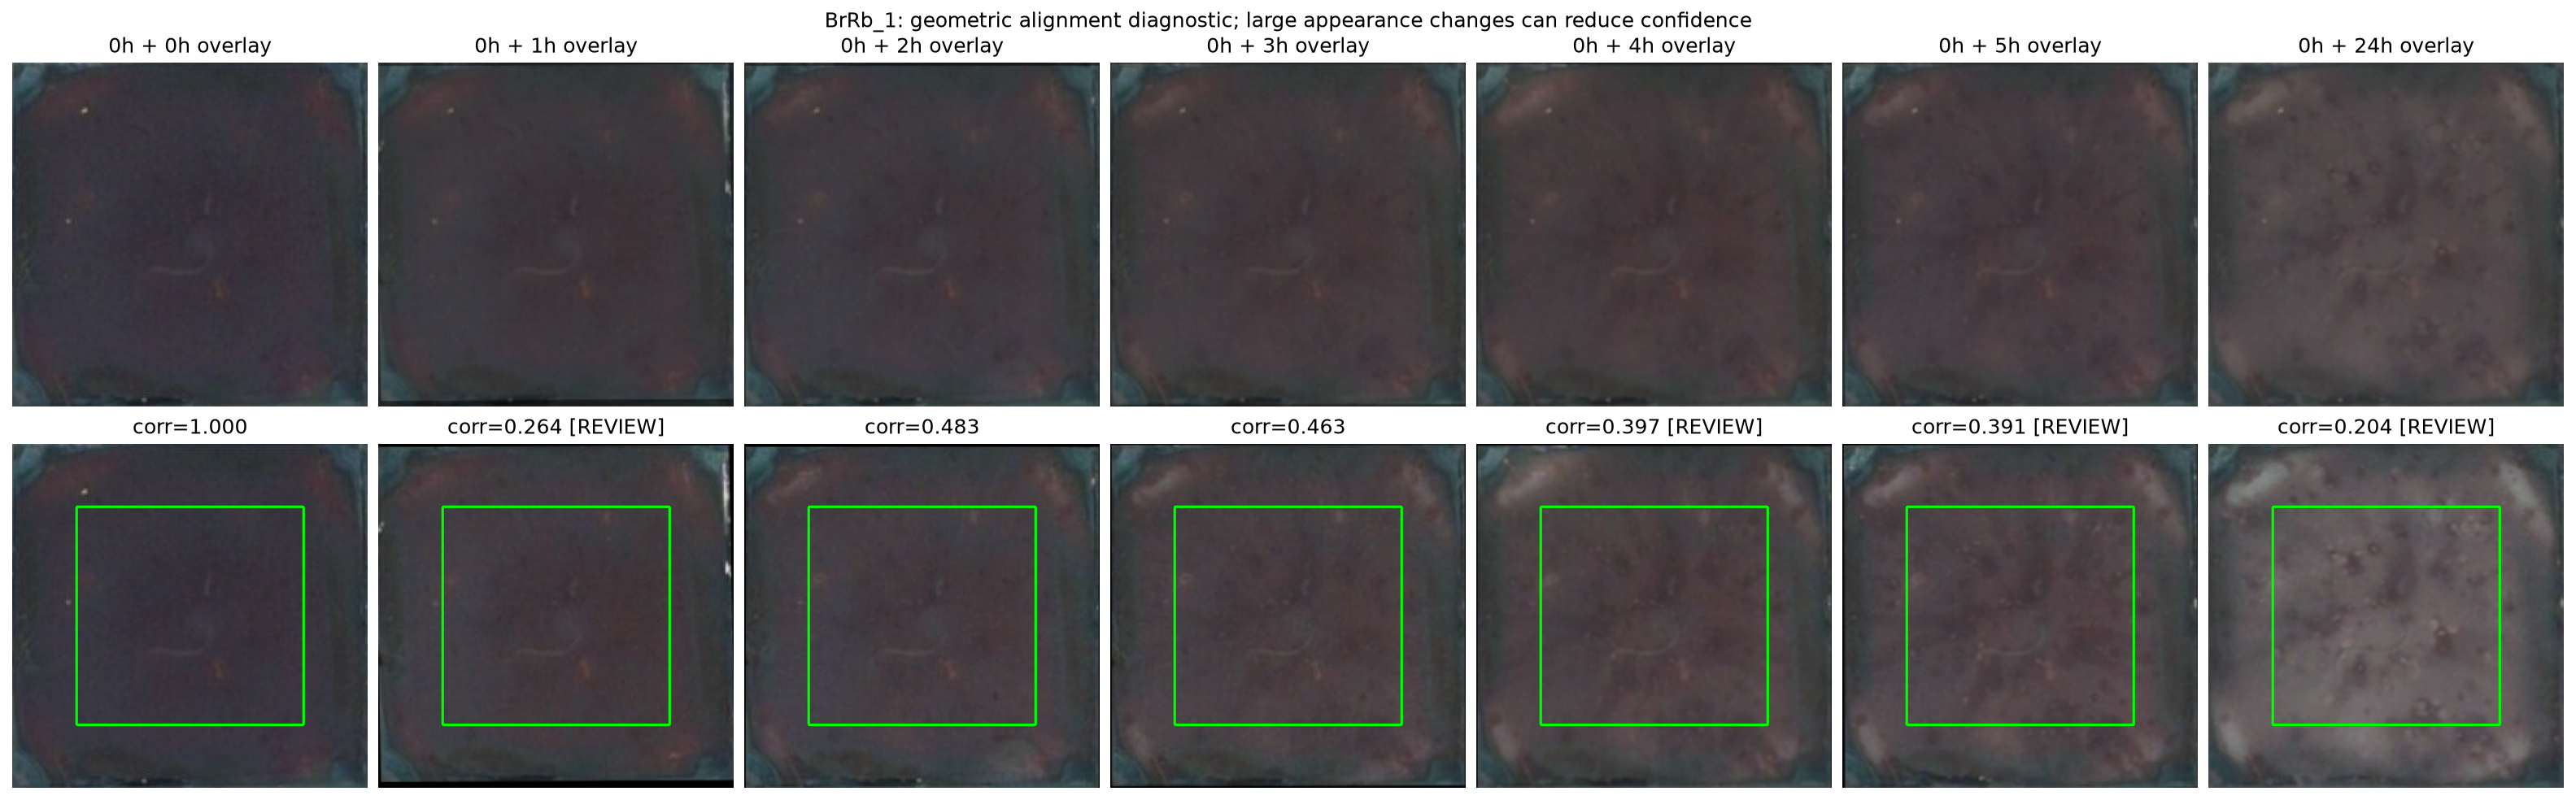 BrRb_1: geometric alignment diagnostic; large appearance changes can reduce confidence
0h + 0h overlay
0h + 1h overlay
0h + 2h overlay
0h + 3h overlay
0h + 4h overlay
0h + 5h overlay
0h + 24h overlay
corr=1.000
corr=0.264 [REVIEW]
corr=0.483
corr=0.463
corr=0.397 [REVIEW]
corr=0.391 [REVIEW]
corr=0.204 [REVIEW]